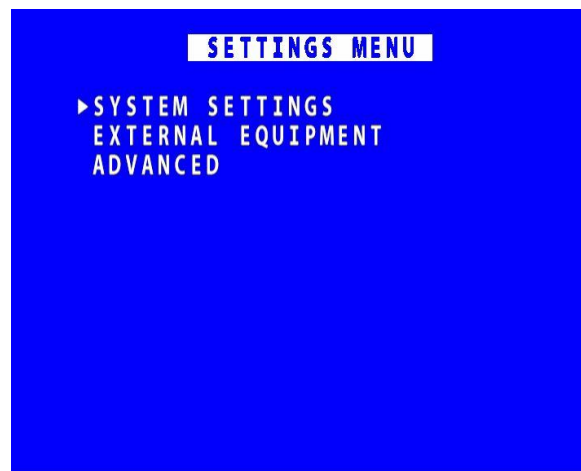 SETTINGS MENU
▶SYSTEM SETTINGS
EXTERNAL EQUIPMENT
ADVANCED